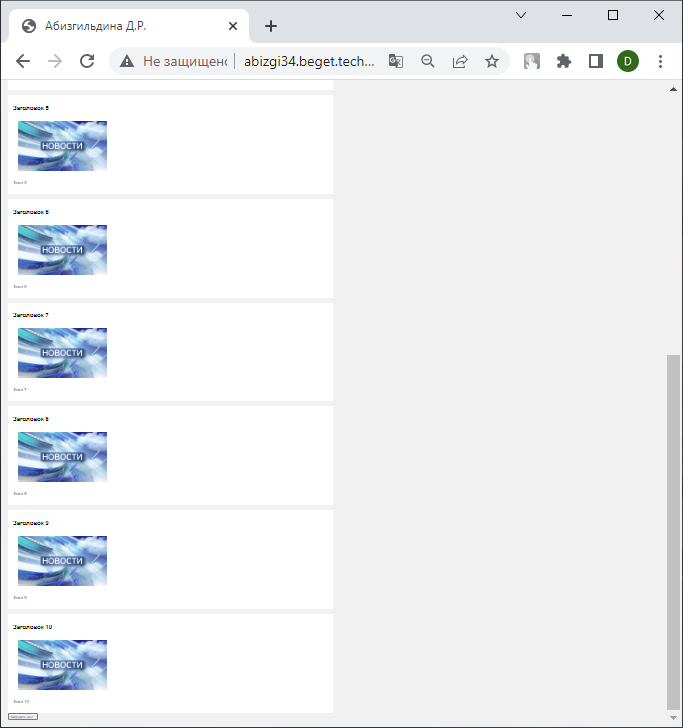 Абизгильдина Д.Р.
Не защищено
abizgi34.beget.tech...
D
Заголовок 5
НОВОСТИ
Текст 5
Заголовок 6
НОВОСТИ
Текст 6
Заголовок 7
НОВОСТИ
Текст 7
Заголовок 8
НОВОСТИ
Текст 8
Заголовок 9
НОВОСТИ
Текст 9
Заголовок 10
НОВОСТИ
Текст 10